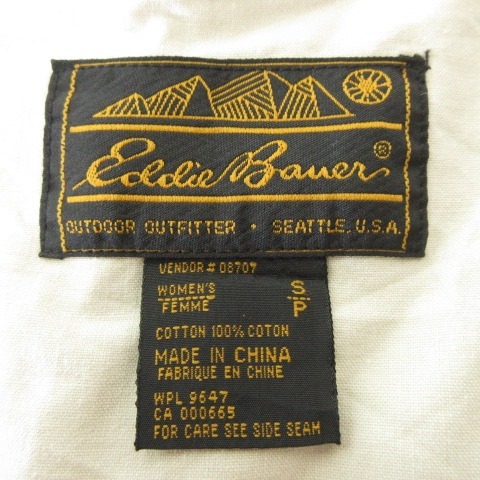 Eddie Bauer®
OUTDOOR OUTFITTER · SEATTLE, U.S.A.
VENDOR # 08707
WOMEN'S S
FEMME P
COTTON 100% COTON
MADE IN CHINA
FABRIQUE EN CHINE
WPL 9647
CA 000665
FOR CARE SEE SIDE SEAM